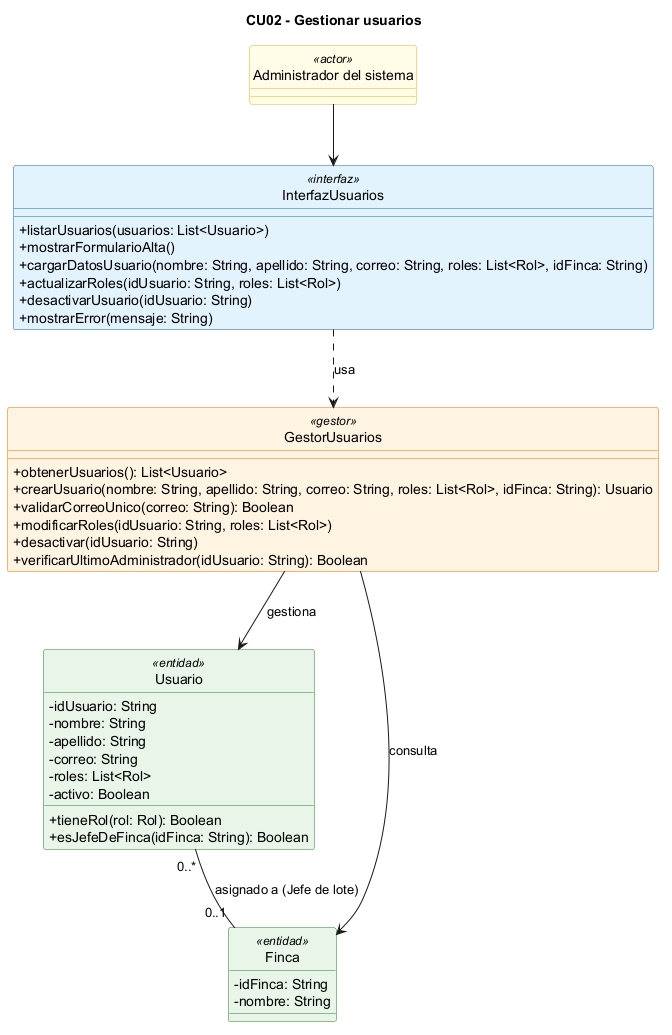 CU02 - Gestionar usuarios
«actor»
Administrador del sistema
«interfaz»
InterfazUsuarios
+listarUsuarios(usuarios: List<Usuario>)
+mostrarFormularioAlta()
+cargarDatosUsuario(nombre: String, apellido: String, correo: String, roles: List<Rol>, idFinca: String)
+actualizarRoles(idUsuario: String, roles: List<Rol>)
+desactivarUsuario(idUsuario: String)
+mostrarError(mensaje: String)
usa
«gestor»
GestorUsuarios
+obtenerUsuarios(): List<Usuario>
+crearUsuario(nombre: String, apellido: String, correo: String, roles: List<Rol>, idFinca: String): Usuario
+validarCorreoUnico(correo: String): Boolean
+modificarRoles(idUsuario: String, roles: List<Rol>)
+desactivar(idUsuario: String)
+verificarUltimoAdministrador(idUsuario: String): Boolean
gestiona
«entidad»
Usuario
-idUsuario: String
-nombre: String
-apellido: String
-correo: String
-roles: List<Rol>
-activo: Boolean
+tieneRol(rol: Rol): Boolean
+esJefeDeFinca(idFinca: String): Boolean
consulta
0..*
asignado a (Jefe de lote)
0..1
«entidad»
Finca
-idFinca: String
-nombre: String